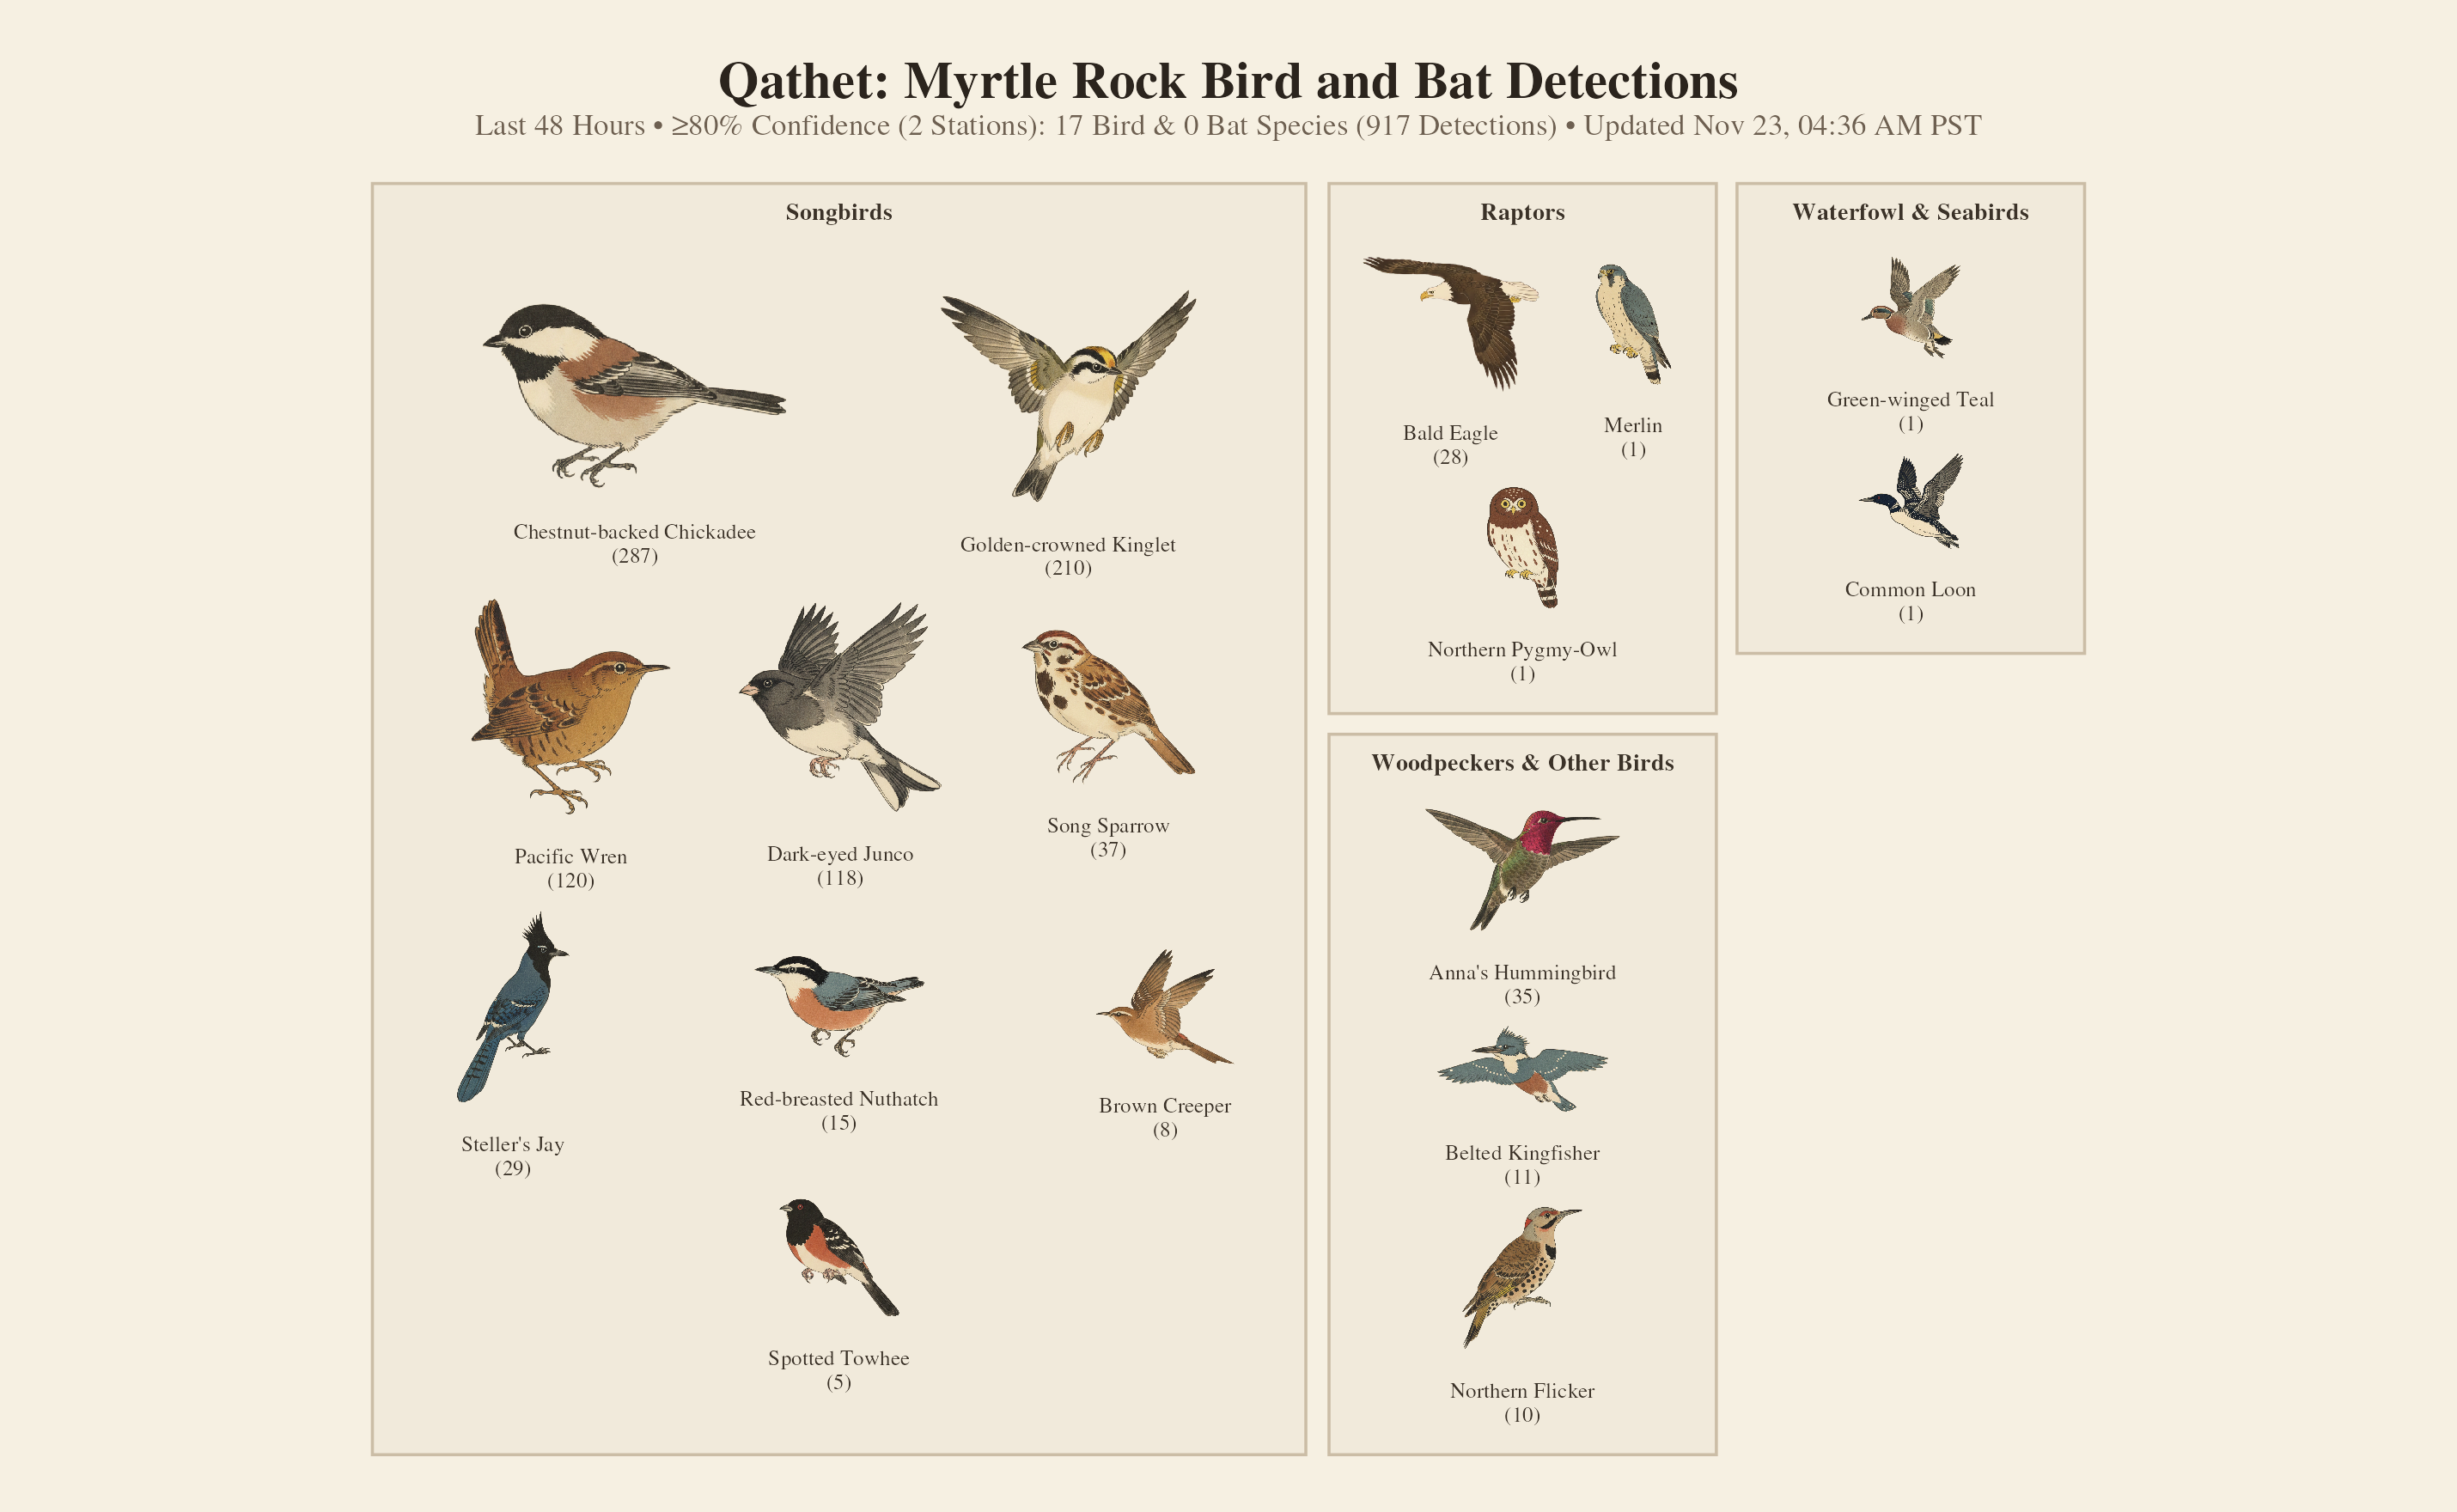 Qathet: Myrtle Rock Bird and Bat Detections
Last 48 Hours • ≥80% Confidence (2 Stations): 17 Bird & 0 Bat Species (917 Detections) • Updated Nov 23, 04:36 AM PST
Songbirds
Chestnut-backed Chickadee
(287)
Golden-crowned Kinglet
(210)
Pacific Wren
(120)
Dark-eyed Junco
(118)
Song Sparrow
(37)
Steller's Jay
(29)
Red-breasted Nuthatch
(15)
Brown Creeper
(8)
Spotted Towhee
(5)
Raptors
Bald Eagle
(28)
Merlin
(1)
Northern Pygmy-Owl
(1)
Woodpeckers & Other Birds
Anna's Hummingbird
(35)
Belted Kingfisher
(11)
Northern Flicker
(10)
Waterfowl & Seabirds
Green-winged Teal
(1)
Common Loon
(1)